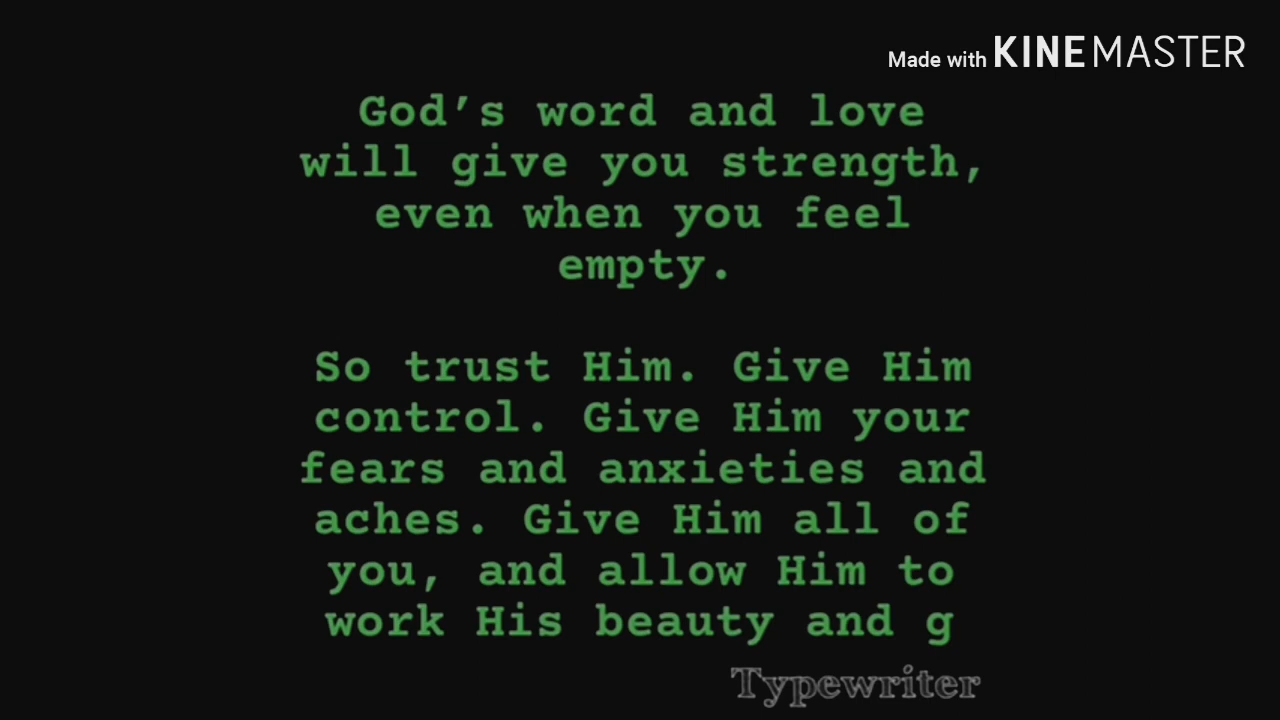 Made with KINEMASTER
God’s word and love
will give you strength,
even when you feel
empty.
So trust Him. Give Him
control. Give Him your
fears and anxieties and
aches. Give Him all of
you, and allow Him to
work His beauty and g
Typewriter